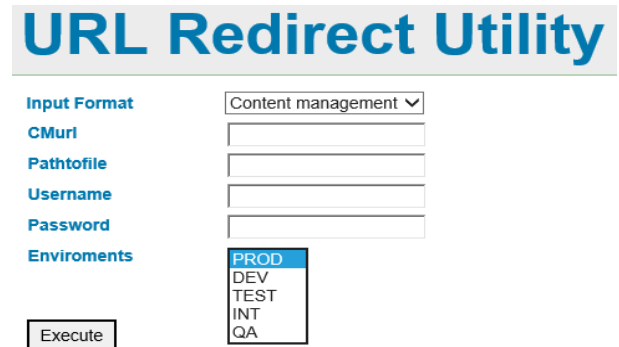 URL Redirect Utility
Input Format Content management
CMurl
Pathtofile
Username
Password
Enviroments PROD
DEV
TEST
INT
QA
Execute